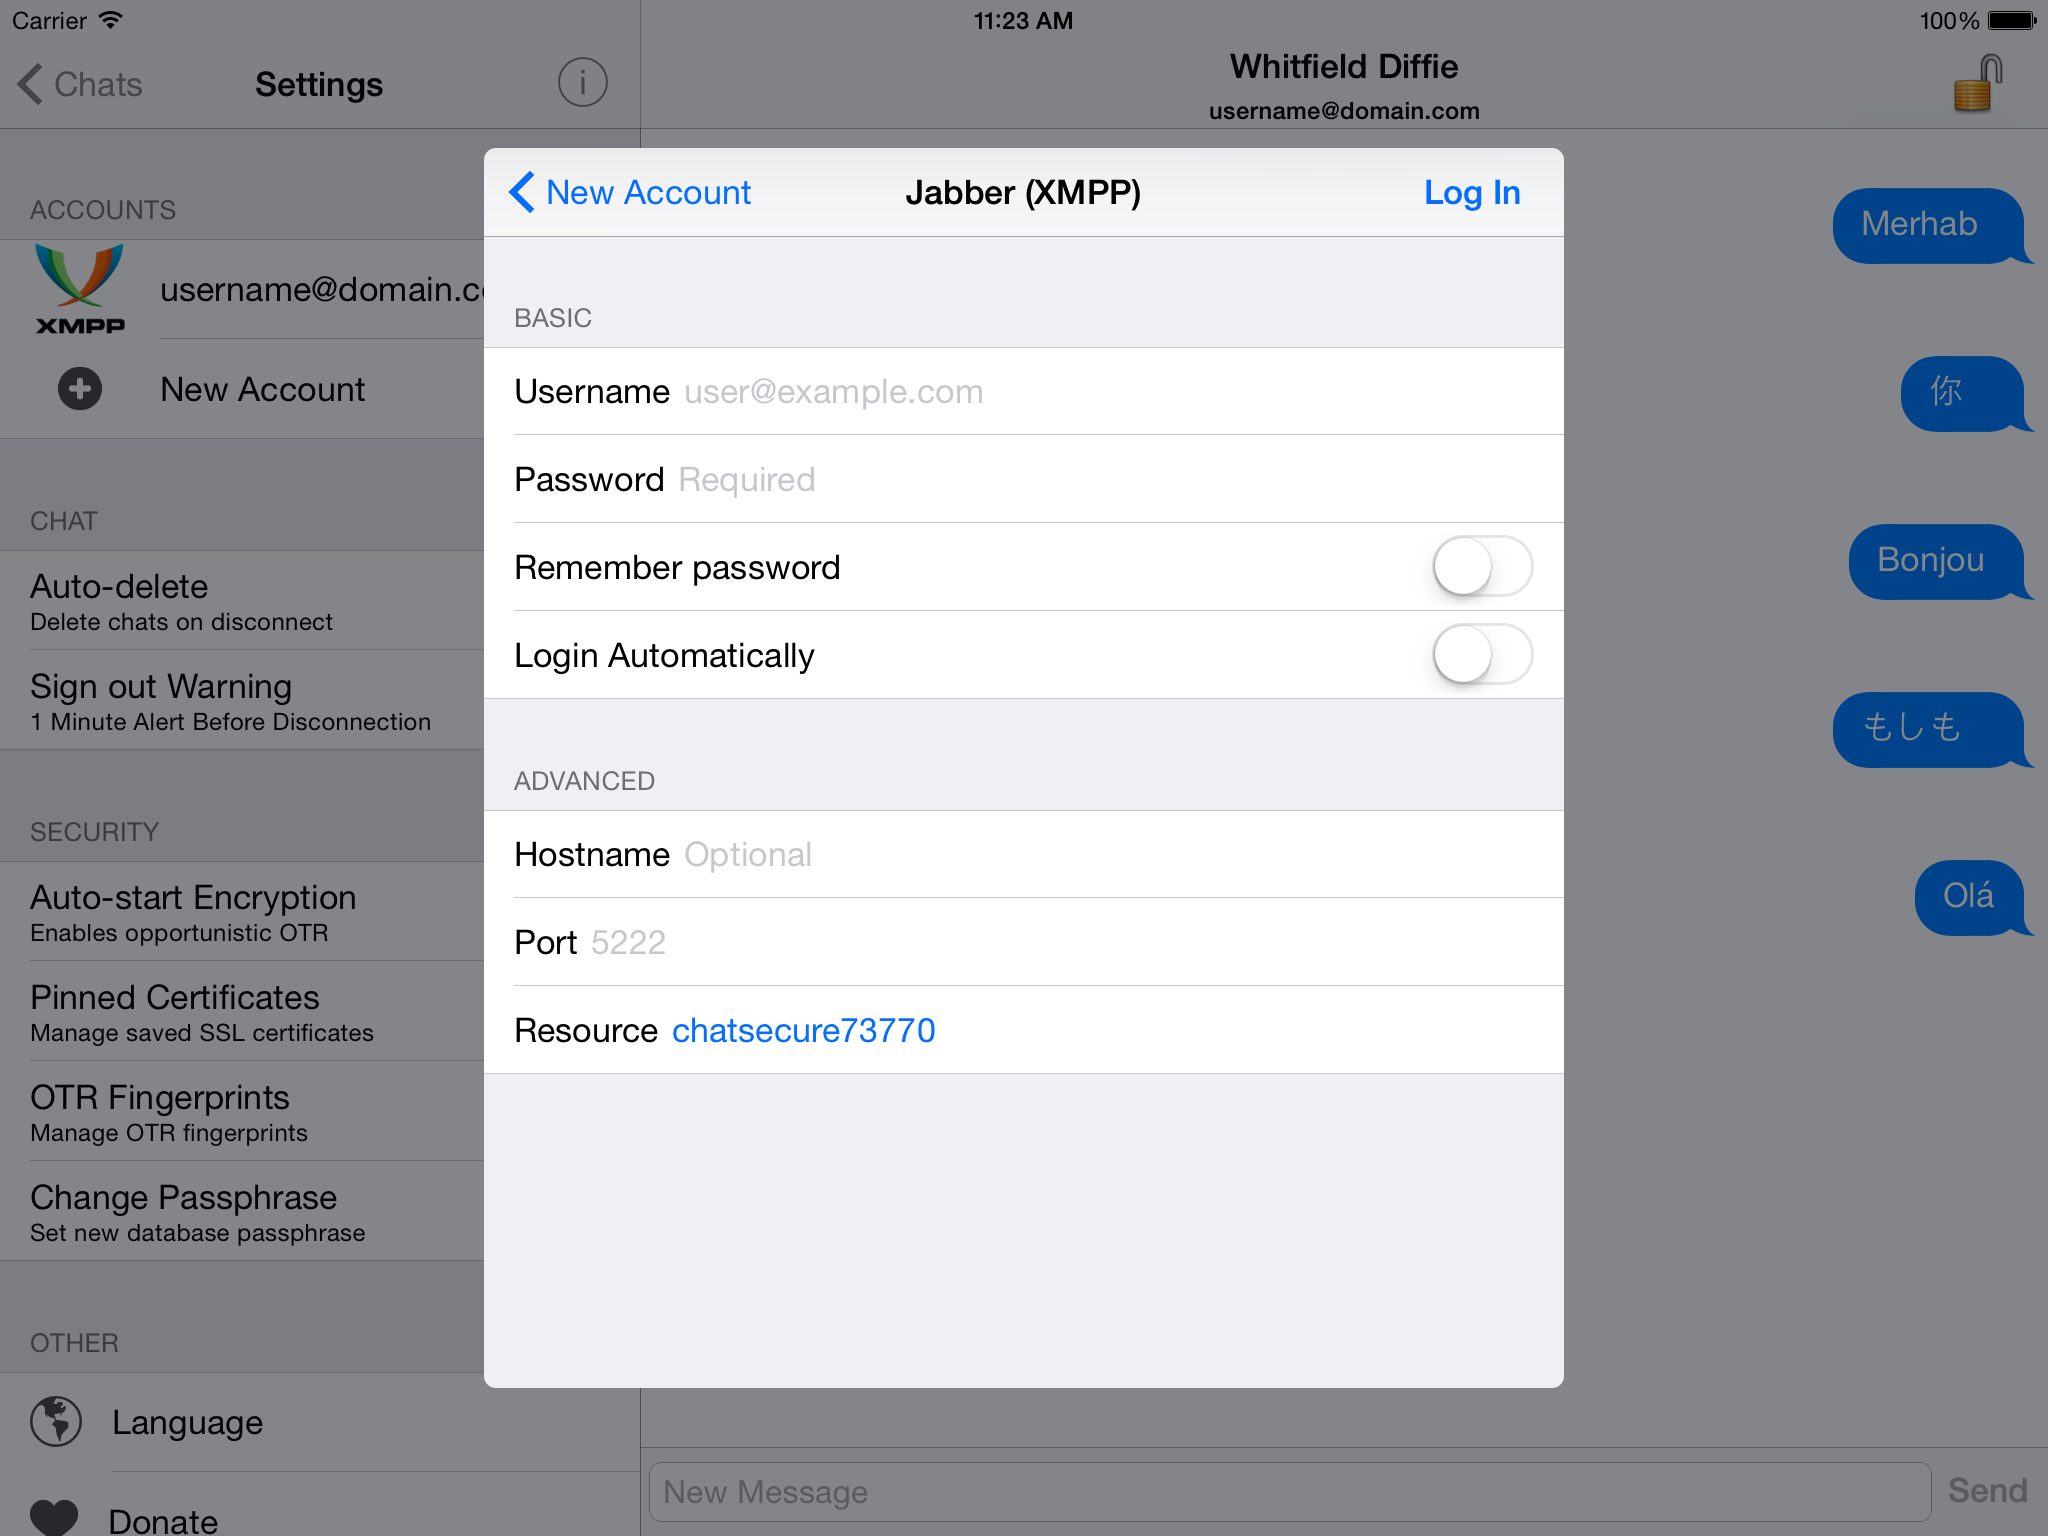 Carrier
11:23 AM
100%
Chats
Settings
i
Whitfield Diffie
username@domain.com
ACCOUNTS
XMPP
username@domain.c
New Account
CHAT
Auto-delete
Delete chats on disconnect
Sign out Warning
1 Minute Alert Before Disconnection
SECURITY
Auto-start Encryption
Enables opportunistic OTR
Pinned Certificates
Manage saved SSL certificates
OTR Fingerprints
Manage OTR fingerprints
Change Passphrase
Set new database passphrase
OTHER
Language
Donate
New Account
Jabber (XMPP)
Log In
BASIC
Username user@example.com
Password Required
Remember password
Login Automatically
ADVANCED
Hostname Optional
Port 5222
Resource chatsecure73770
Merhab
你
Bonjou
もしも
Olá
New Message
Send